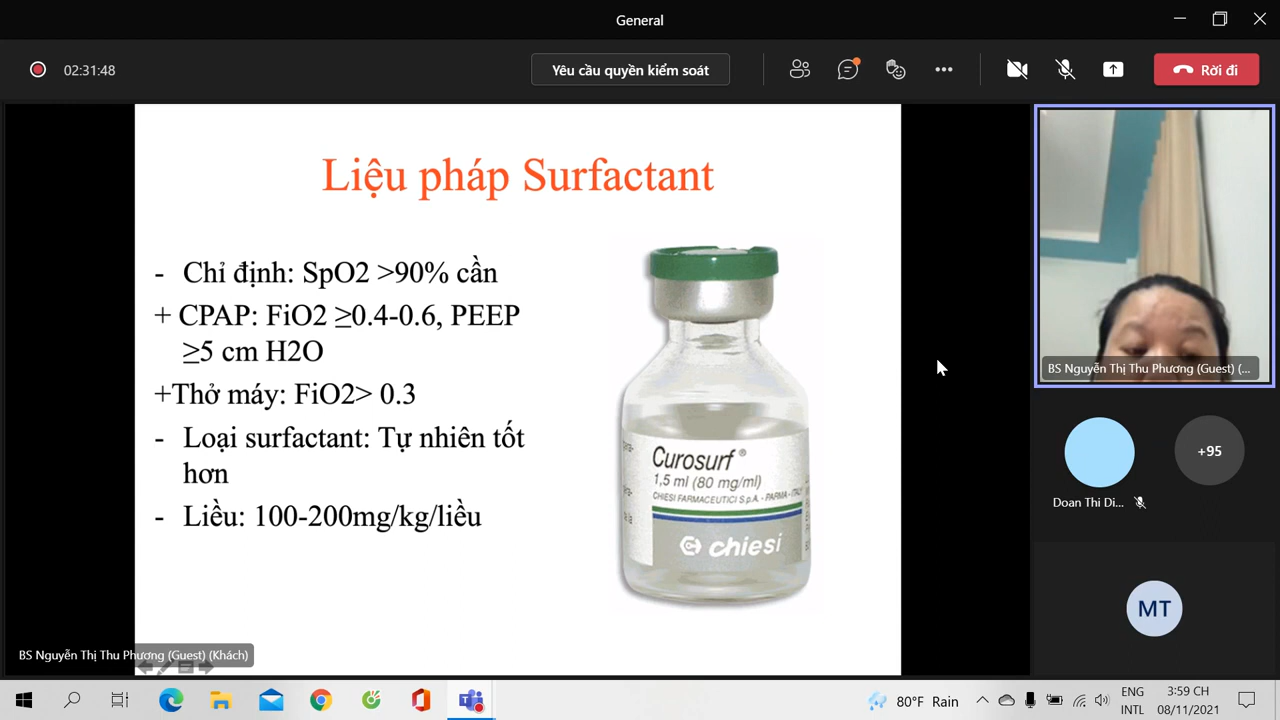 General
02:31:48
Yêu cầu quyền kiểm soát
Rời đi
Liệu pháp Surfactant
- Chỉ định: SpO2 >90% cần
+ CPAP: FiO2 ≥0.4-0.6, PEEP
≥5 cm H2O
+Thở máy: FiO2> 0.3
- Loại surfactant: Tự nhiên tốt
hơn
- Liều: 100-200mg/kg/liều
Curosurf®
1,5 ml (80 mg/ml)
CHIESI FARMACEUTICI S.p.A. - PARMA - ITALY
chiesi
BS Nguyễn Thị Thu Phương (Guest) (...
Doan Thi Di...
+95
MT
BS Nguyễn Thị Thu Phương (Guest) (Khách)
80°F Rain
ENG
INTL
3:59 CH
08/11/2021